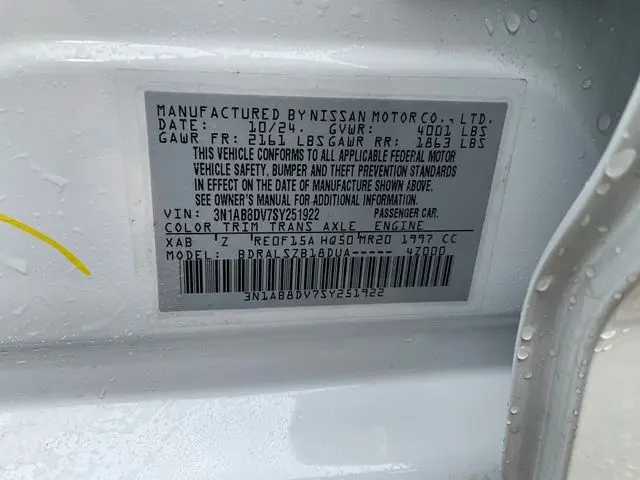 MANUFACTURED BY NISSAN MOTOR CO., LTD.
DATE: 10/24. GVWR: 4001 LBS
GAWR FR: 2161 LBS GAWR RR: 1863 LBS
THIS VEHICLE CONFORMS TO ALL APPLICABLE FEDERAL MOTOR
VEHICLE SAFETY, BUMPER AND THEFT PREVENTION STANDARDS
IN EFFECT ON THE DATE OF MANUFACTURE SHOWN ABOVE.
SEE OWNER'S MANUAL FOR ADDITIONAL INFORMATION.
VIN: 3N1AB8DV7SY251922 PASSENGER CAR.
COLOR TRIM TRANS AXLE ENGINE
XAB Z RE0F15A HQ50 MR20 1997 CC
MODEL: BDRALSZB18DUA----- 4Z000
3N1AB8DV7SY251922